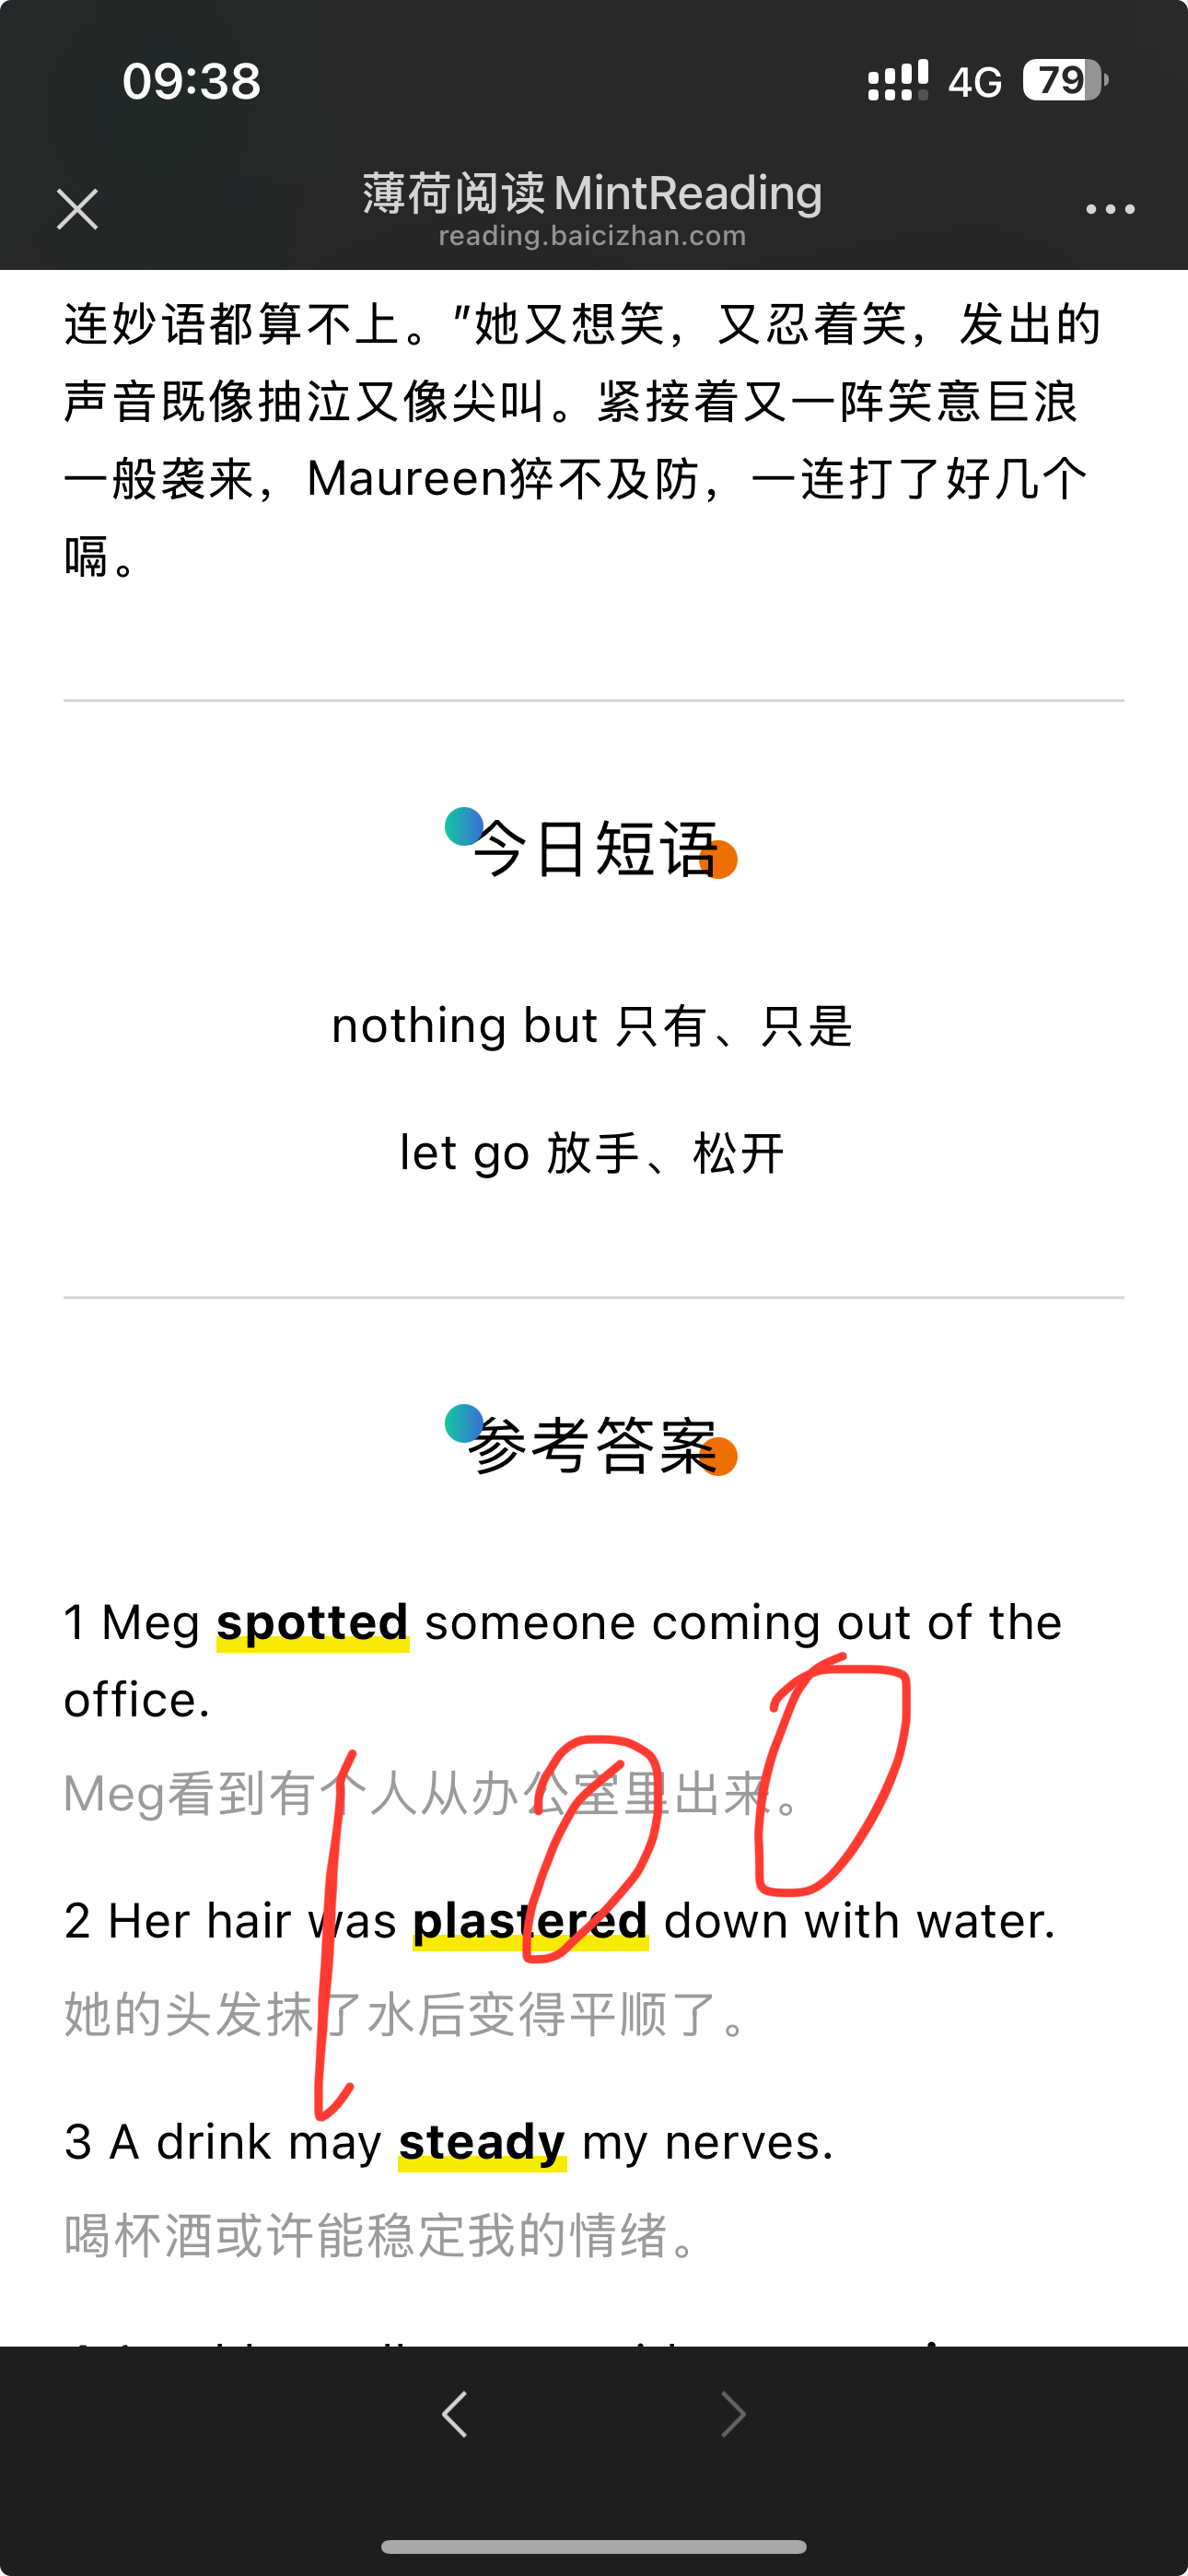 09:38
4G 79
薄荷阅读MintReading
reading.baicizhan.com
连妙语都算不上。”她又想笑，又忍着笑，发出的
声音既像抽泣又像尖叫。紧接着又一阵笑意巨浪
一般袭来，Maureen猝不及防，一连打了好几个
嗝。
今日短语
nothing but 只有、只是
let go 放手、松开
参考答案
1 Meg spotted someone coming out of the
office.
Meg看到有个人从办公室里出来。
2 Her hair was plastered down with water.
她的头发抹了水后变得平顺了。
100
3 A drink may steady my nerves.
喝杯酒或许能稳定我的情绪。